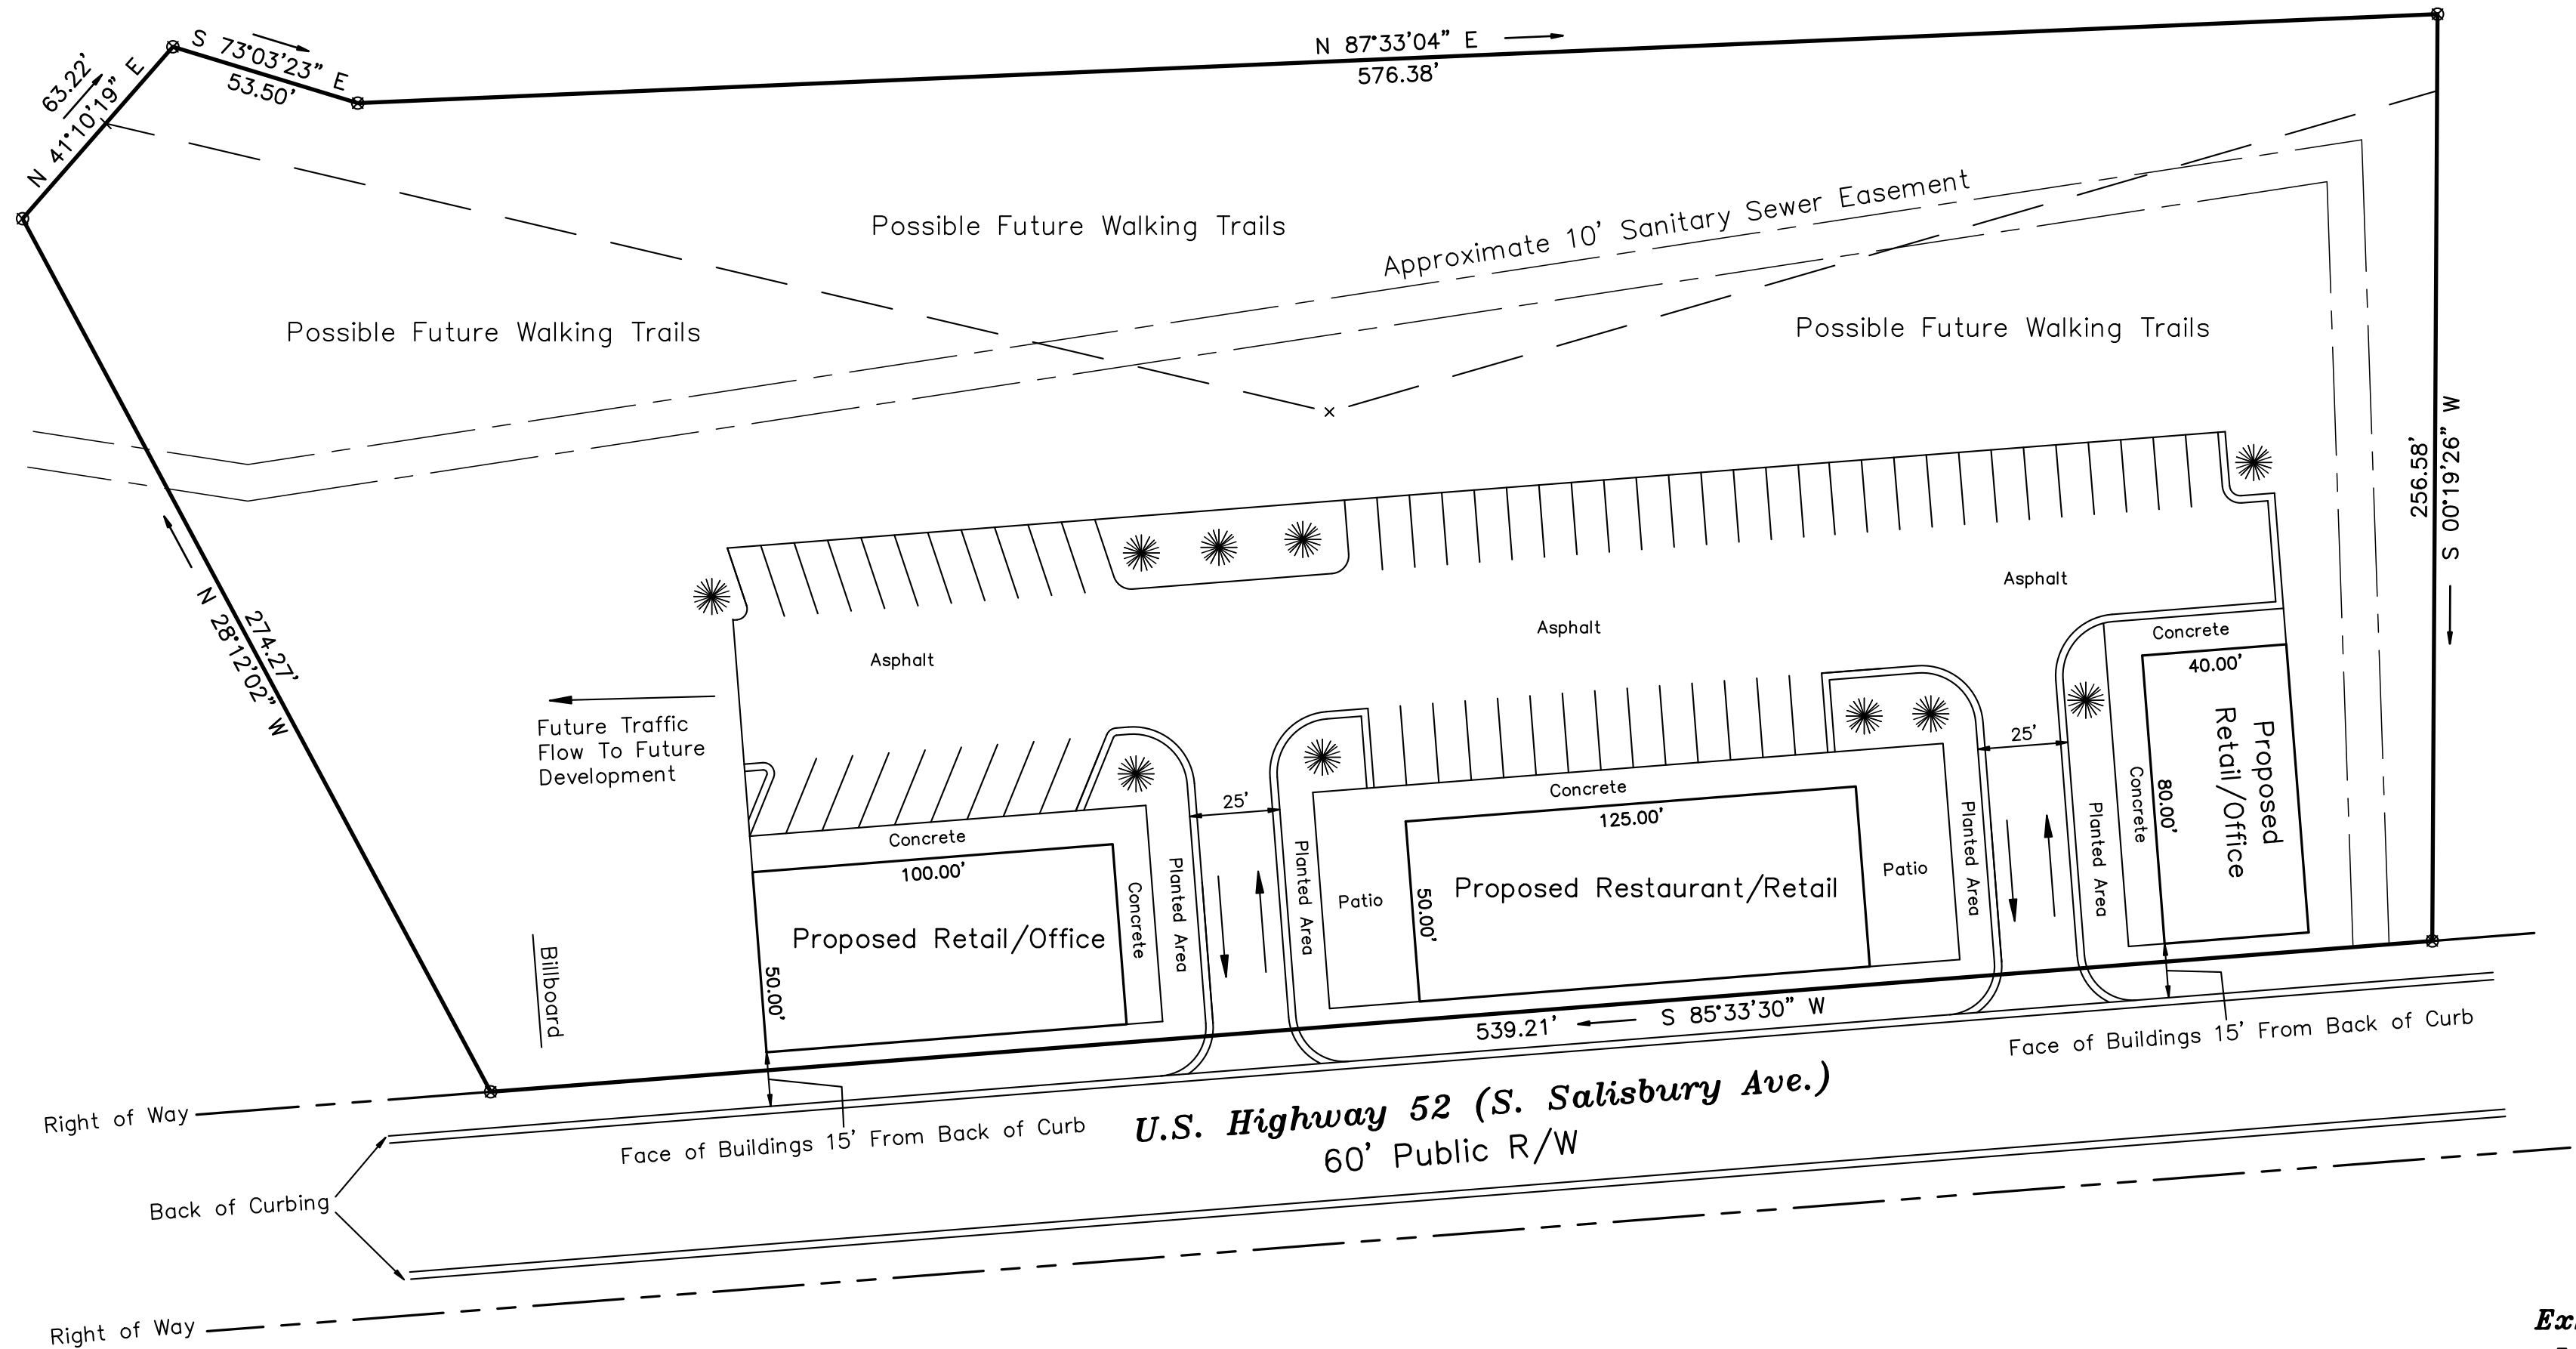 N 87°33'04" E
576.38'
S 73°03'23" E
53.50'
63.22'
N 41°10'19" E
Approximate 10' Sanitary Sewer Easement
Possible Future Walking Trails
Possible Future Walking Trails
Possible Future Walking Trails
256.58'
S 00°19'26" W
274.27'
N 28°12'02" W
Asphalt
Asphalt
Asphalt
Future Traffic
Flow To Future
Development
Concrete
40.00'
Proposed
Retail/Office
80.00'
Concrete
Planted Area
25'
25'
Concrete
125.00'
Proposed Restaurant/Retail
50.00'
Patio
Patio
Planted Area
Planted Area
Concrete
100.00'
Proposed Retail/Office
50.00'
Concrete
Planted Area
Billboard
539.21'
S 85°33'30" W
Face of Buildings 15' From Back of Curb
Face of Buildings 15' From Back of Curb
U.S. Highway 52 (S. Salisbury Ave.)
60' Public R/W
Right of Way
Back of Curbing
Right of Way